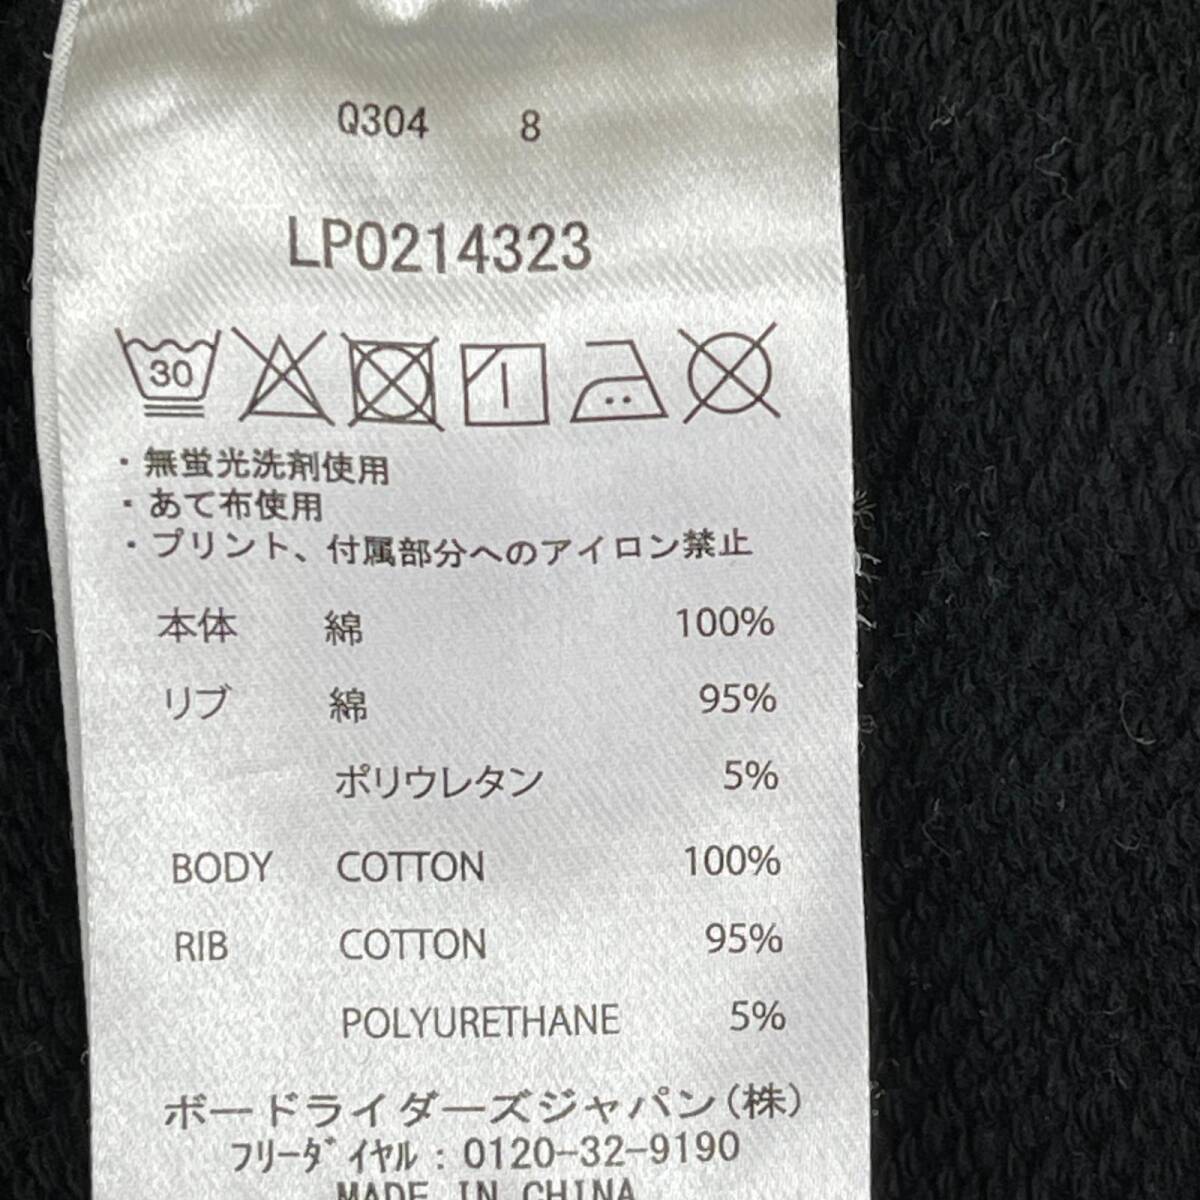 Q304 8
LP0214323
30
・無蛍光洗剤使用
・あて布使用
・プリント、付属部分へのアイロン禁止
本体 綿 100%
リブ 綿 95%
ポリウレタン 5%
BODY COTTON 100%
RIB COTTON 95%
POLYURETHANE 5%
ボードライダーズジャパン(株)
フリーダイヤル:0120-32-9190
MADE IN CHINA